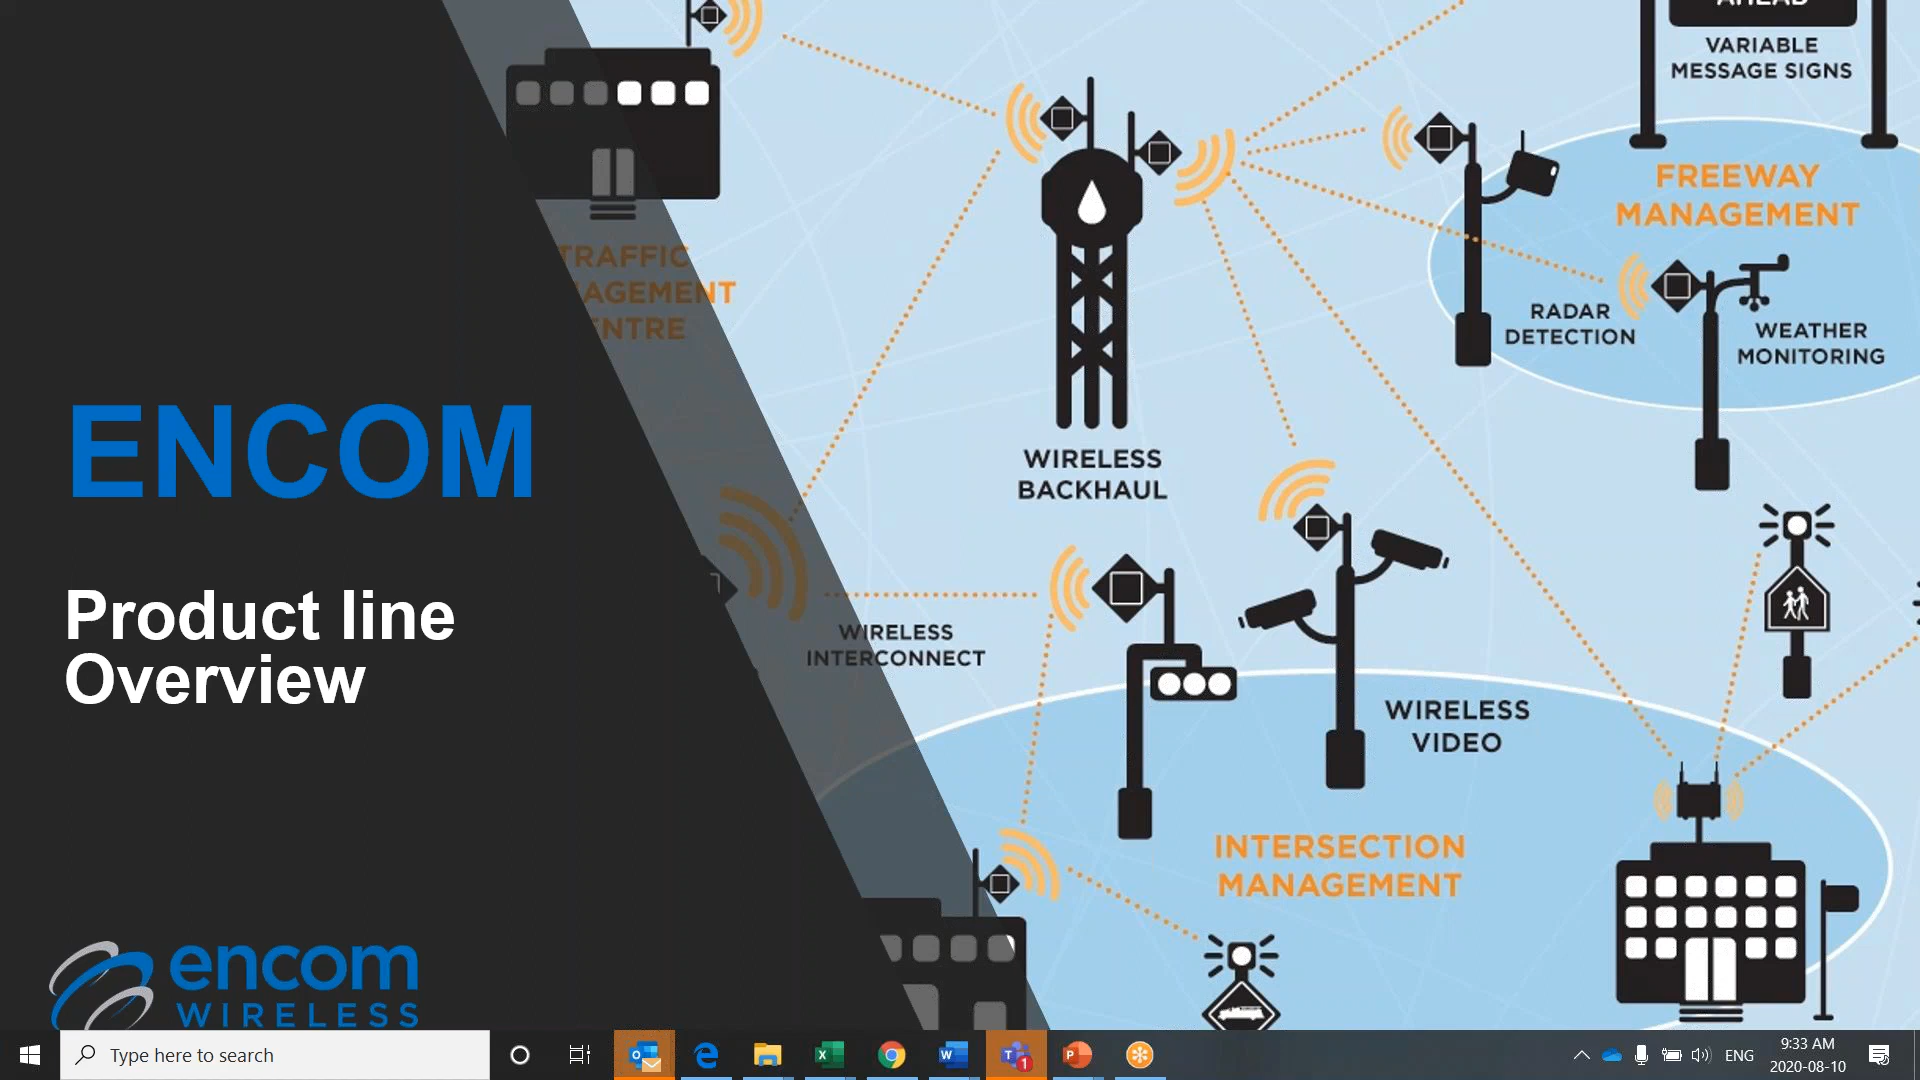 AHEAD
VARIABLE
MESSAGE SIGNS
FREEWAY
MANAGEMENT
TRAFFIC
AGEMENT
NTRE
RADAR
DETECTION
WEATHER
MONITORING
ENCOM
WIRELESS
BACKHAUL
Product line
Overview
WIRELESS
INTERCONNECT
WIRELESS
VIDEO
INTERSECTION
MANAGEMENT
encom
WIRELESS
Type here to search
1
ENG
9:33 AM
2020-08-10